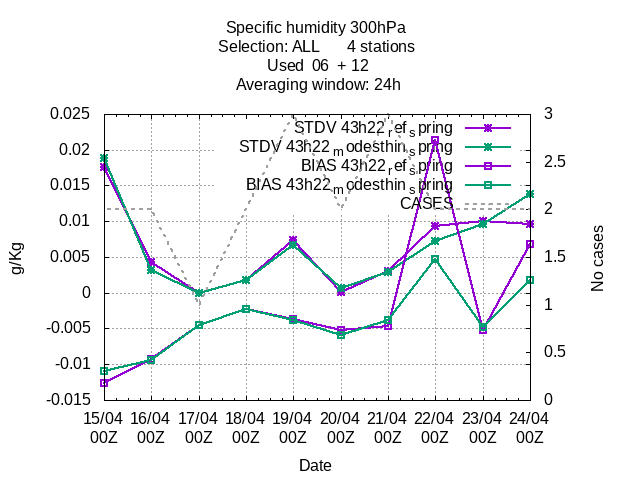 Specific humidity 300hPa
Selection: ALL 4 stations
Used 06 + 12
Averaging window: 24h
0.025
0.02
0.015
0.01
0.005
0
-0.005
-0.01
-0.015
g/Kg
STDV 43h22refspring
STDV 43h22modesthinspring
BIAS 43h22refspring
BIAS 43h22modesthinspring
CASES
3
2.5
2
1.5
1
0.5
0
No cases
15/04 16/04 17/04 18/04 19/04 20/04 21/04 22/04 23/04 24/04
00Z 00Z 00Z 00Z 00Z 00Z 00Z 00Z 00Z 00Z
Date